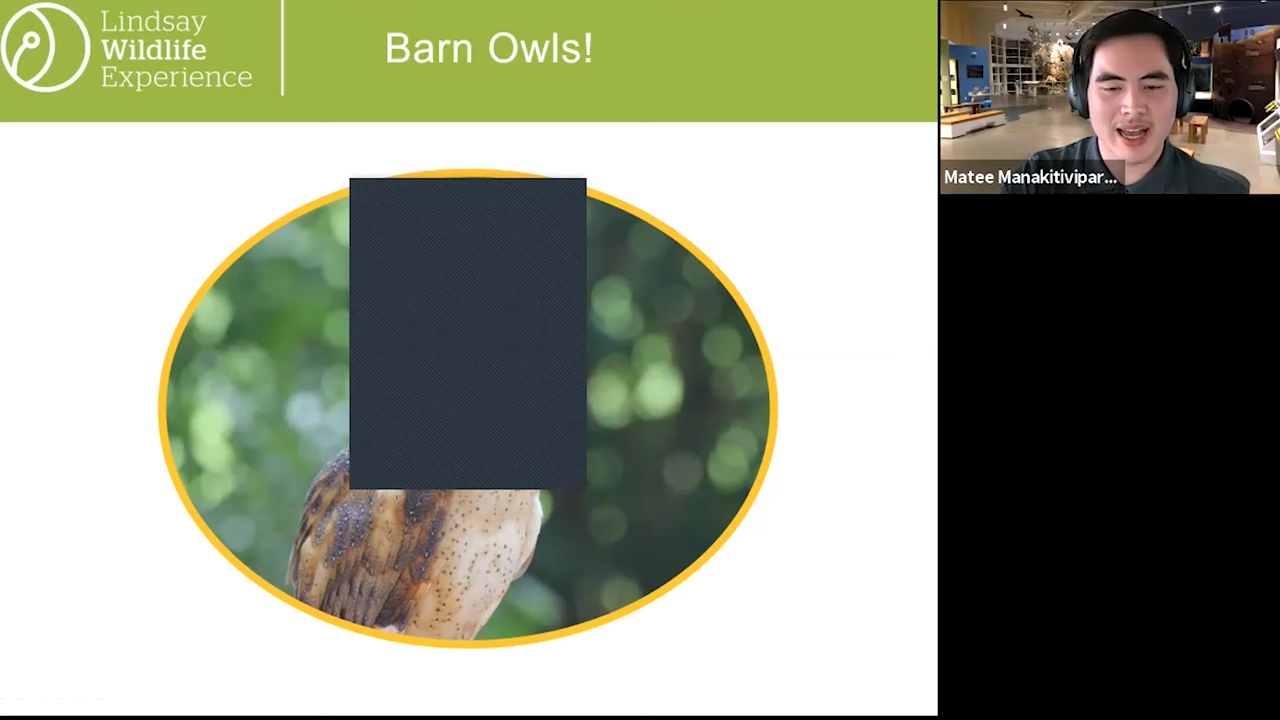 Lindsay
Wildlife
Experience
Barn Owls!
Matee Manakitivipar...